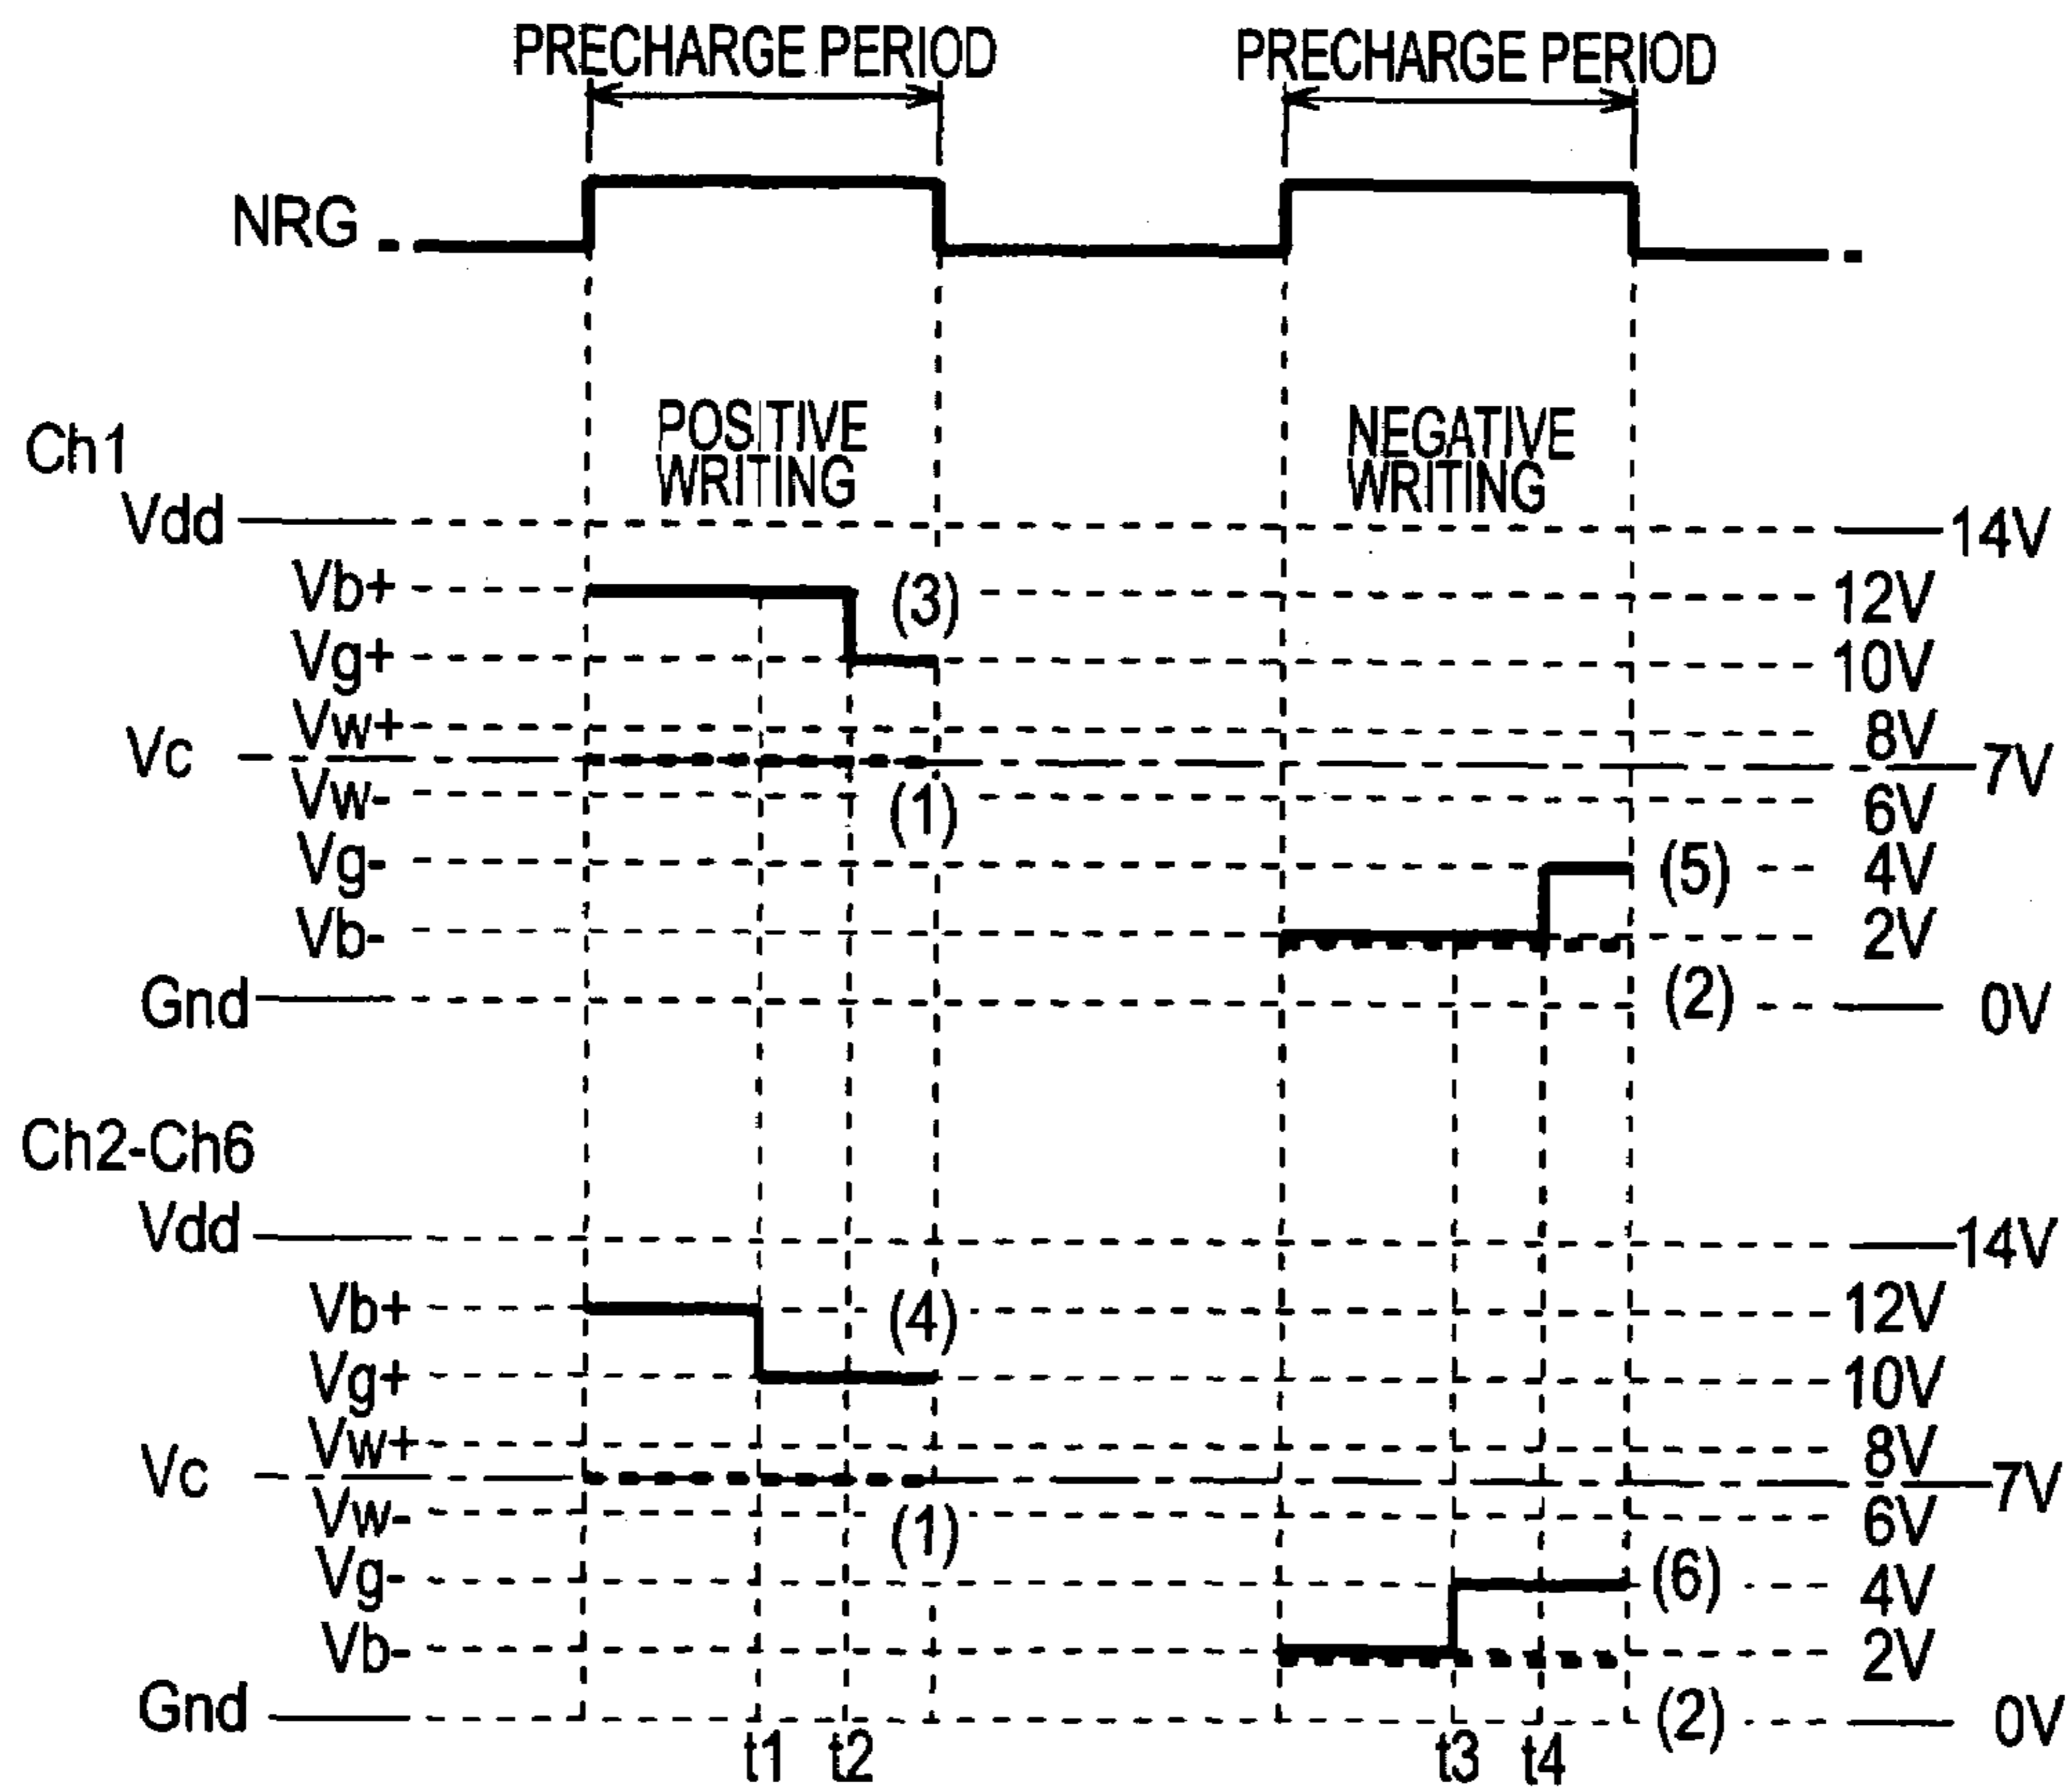 PRECHARGE PERIOD PRECHARGE PERIOD
NRG
Ch1
POSITIVE
WRITING
NEGATIVE
WRITING
Vdd 14V
Vb+ (3) 12V
Vg+ 10V
Vw+ 8V
Vc 7V
Vw- (1) 6V
Vg- (5) 4V
Vb- 2V
Gnd (2) 0V
Ch2-Ch6
Vdd 14V
Vb+ (4) 12V
Vg+ 10V
Vw+ 8V
Vc 7V
Vw- (1) 6V
Vg- (6) 4V
Vb- 2V
Gnd (2) 0V
t1 t2 t3 t4